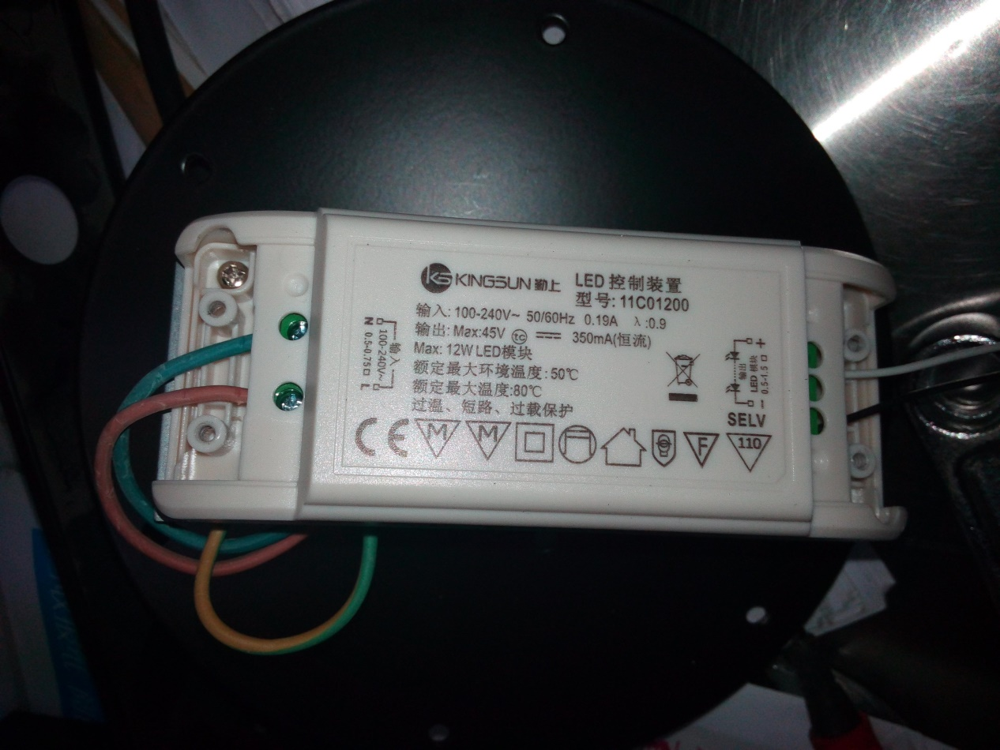 KS KINGSUN 勤上
LED 控制装置
型号: 11C01200
输入: 100-240V~ 50/60Hz 0.19A λ:0.9
输出: Max:45V tc ⎓ 350mA(恒流)
Max: 12W LED模块
额定最大环境温度: 50℃
额定最大温度:80℃
过温、短路、过载保护
N L
输入
100-240V~
0.5-0.75□
+ -
输出
LED 模块
0.5-1.5 □
SELV
CE M M F 110